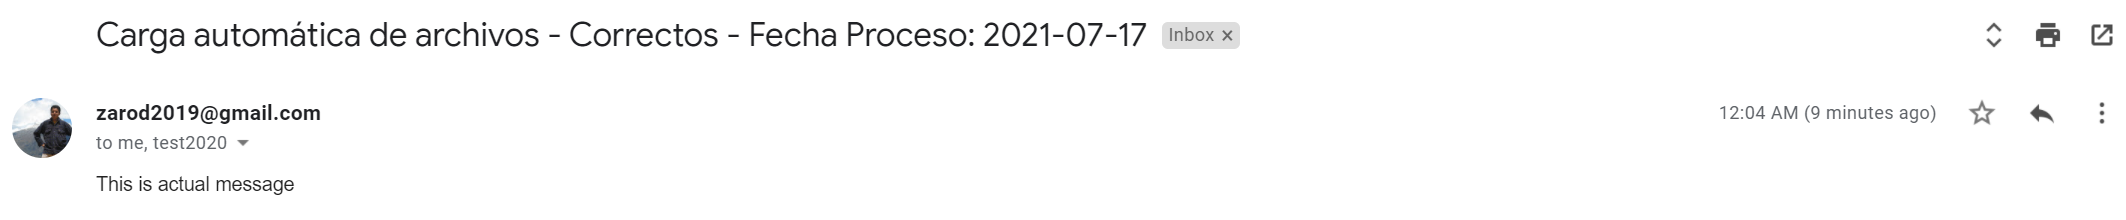 Carga automática de archivos - Correctos - Fecha Proceso: 2021-07-17 Inbox ×
zarod2019@gmail.com 12:04 AM (9 minutes ago)
to me, test2020
This is actual message